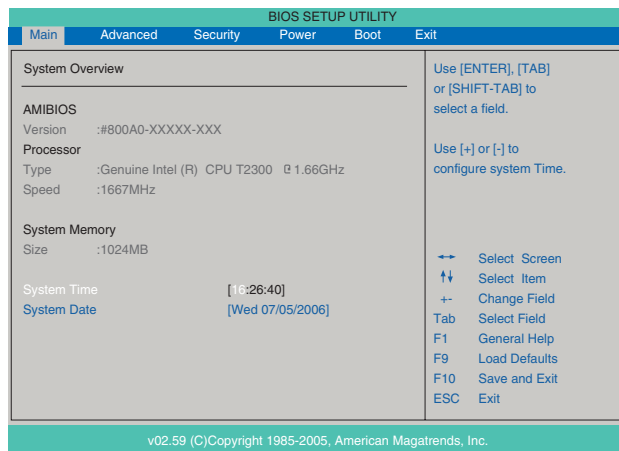 BIOS SETUP UTILITY
Main Advanced Security Power Boot Exit
System Overview
AMIBIOS
Version :#800A0-XXXXX-XXX
Processor
Type :Genuine Intel (R) CPU T2300 @ 1.66GHz
Speed :1667MHz
System Memory
Size :1024MB
System Time [16:26:40]
System Date [Wed 07/05/2006]
Use [ENTER], [TAB]
or [SHIFT-TAB] to
select a field.
Use [+] or [-] to
configure system Time.
↔ Select Screen
↑↓ Select Item
+- Change Field
Tab Select Field
F1 General Help
F9 Load Defaults
F10 Save and Exit
ESC Exit
v02.59 (C)Copyright 1985-2005, American Magatrends, Inc.